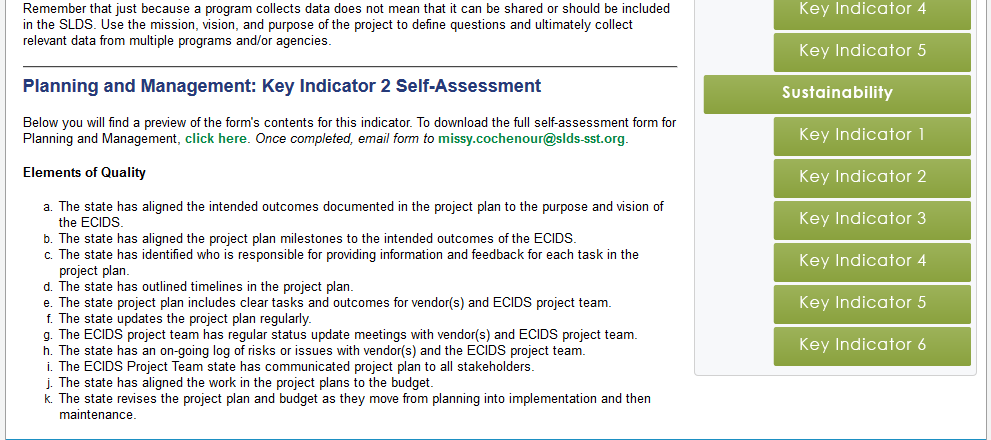 Remember that just because a program collects data does not mean that it can be shared or should be included
in the SLDS. Use the mission, vision, and purpose of the project to define questions and ultimately collect
relevant data from multiple programs and/or agencies.
Planning and Management: Key Indicator 2 Self-Assessment
Below you will find a preview of the form's contents for this indicator. To download the full self-assessment form for
Planning and Management, click here. Once completed, email form to missy.cochenour@slds-sst.org.
Elements of Quality
a. The state has aligned the intended outcomes documented in the project plan to the purpose and vision of
the ECIDS.
b. The state has aligned the project plan milestones to the intended outcomes of the ECIDS.
c. The state has identified who is responsible for providing information and feedback for each task in the
project plan.
d. The state has outlined timelines in the project plan.
e. The state project plan includes clear tasks and outcomes for vendor(s) and ECIDS project team.
f. The state updates the project plan regularly.
g. The ECIDS project team has regular status update meetings with vendor(s) and ECIDS project team.
h. The state has an on-going log of risks or issues with vendor(s) and the ECIDS project team.
i. The ECIDS Project Team state has communicated project plan to all stakeholders.
j. The state has aligned the work in the project plans to the budget.
k. The state revises the project plan and budget as they move from planning into implementation and then
maintenance.
Key Indicator 4
Key Indicator 5
Sustainability
Key Indicator 1
Key Indicator 2
Key Indicator 3
Key Indicator 4
Key Indicator 5
Key Indicator 6